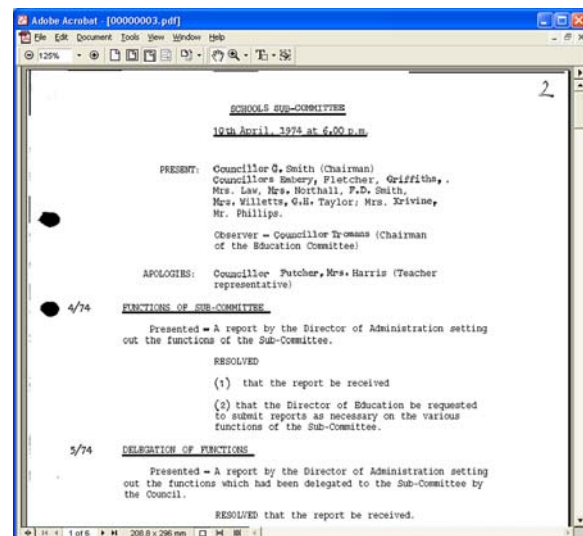 Adobe Acrobat - [00000003.pdf]
File Edit Document Tools View Window Help
125%
2
SCHOOLS SUB-COMMITTEE
10th April, 1974 at 6.00 p.m.
PRESENT: Councillor G. Smith (Chairman)
Councillors Embery, Fletcher, Griffiths, .
Mrs. Law, Mrs. Northall, F.D. Smith,
Mrs. Willetts, G.H. Taylor; Mrs. Krivine,
Mr. Phillips.
Observer - Councillor Tromans (Chairman
of the Education Committee)
APOLOGIES: Councillor Futcher, Mrs. Harris (Teacher
representative)
4/74 FUNCTIONS OF SUB-COMMITTEE
Presented - A report by the Director of Administration setting
out the functions of the Sub-Committee.
RESOLVED
(1) that the report be received
(2) that the Director of Education be requested
to submit reports as necessary on the various
functions of the Sub-Committee.
5/74 DELEGATION OF FUNCTIONS
Presented - A report by the Director of Administration setting
out the functions which had been delegated to the Sub-Committee by
the Council.
RESOLVED that the report be received.
1 of 6 208.8 x 296 mm